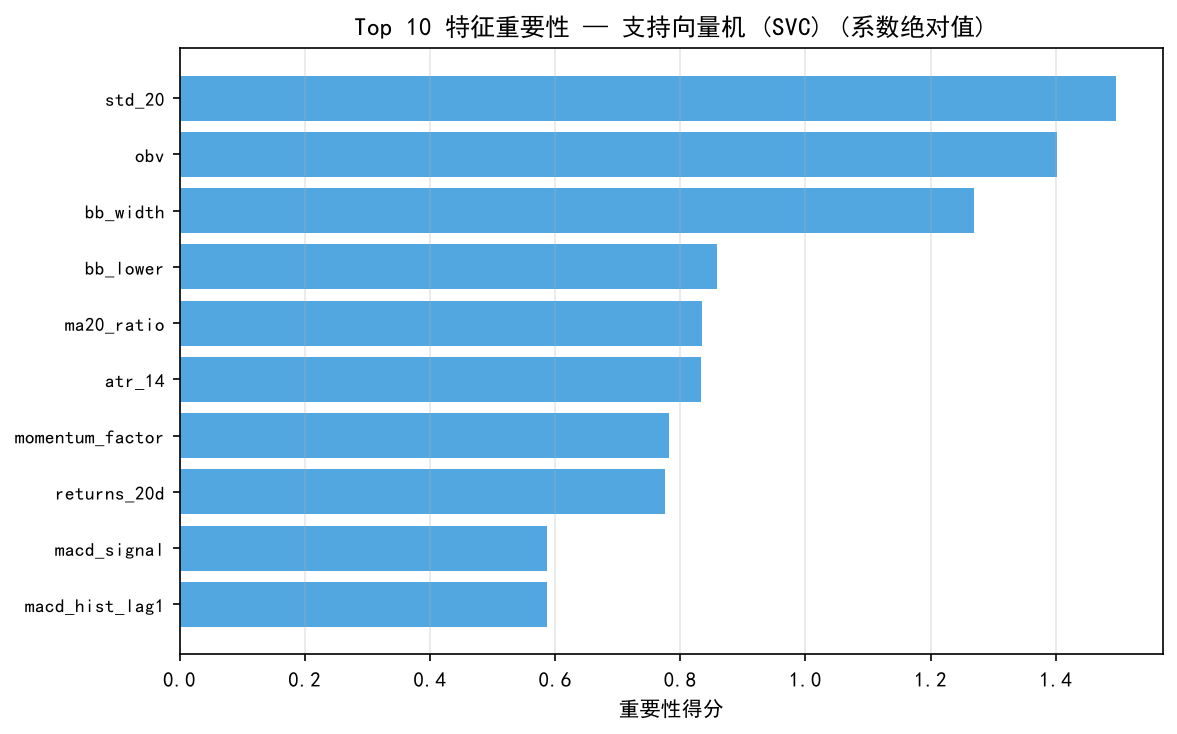 Top 10 特征重要性 — 支持向量机 (SVC) (系数绝对值)
std_20
obv
bb_width
bb_lower
ma20_ratio
atr_14
momentum_factor
returns_20d
macd_signal
macd_hist_lag1
0.0 0.2 0.4 0.6 0.8 1.0 1.2 1.4
重要性得分